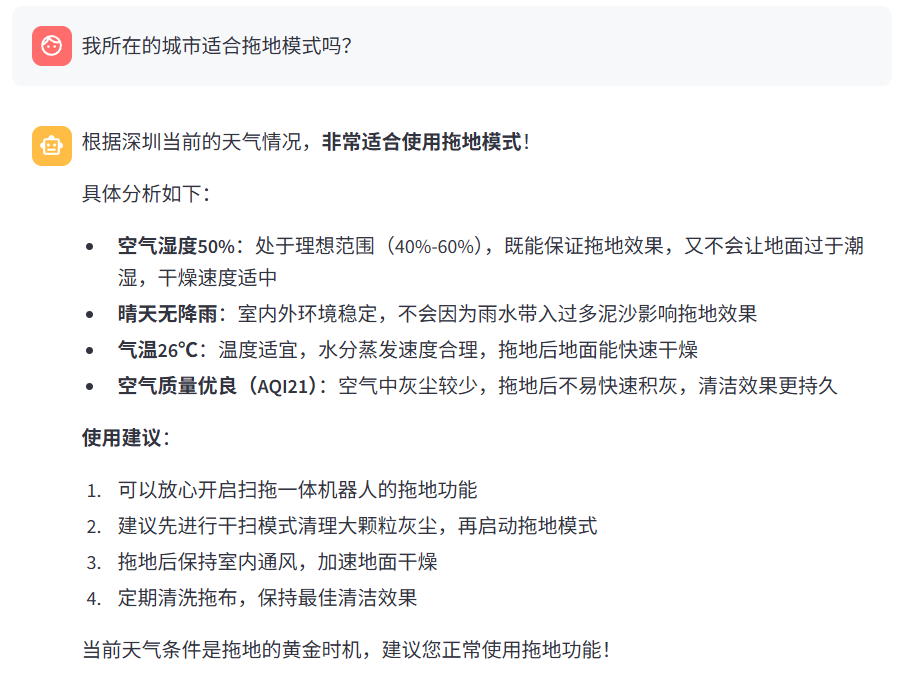 我所在的城市适合拖地模式吗？
根据深圳当前的天气情况，非常适合使用拖地模式！
具体分析如下：
• 空气湿度50%：处于理想范围（40%-60%），既能保证拖地效果，又不会让地面过于潮
湿，干燥速度适中
• 晴天无降雨：室内外环境稳定，不会因为雨水带入过多泥沙影响拖地效果
• 气温26℃：温度适宜，水分蒸发速度合理，拖地后地面能快速干燥
• 空气质量优良（AQI21）：空气中灰尘较少，拖地后不易快速积灰，清洁效果更持久
使用建议：
1. 可以放心开启扫拖一体机器人的拖地功能
2. 建议先进行干扫模式清理大颗粒灰尘，再启动拖地模式
3. 拖地后保持室内通风，加速地面干燥
4. 定期清洗拖布，保持最佳清洁效果
当前天气条件是拖地的黄金时机，建议您正常使用拖地功能！